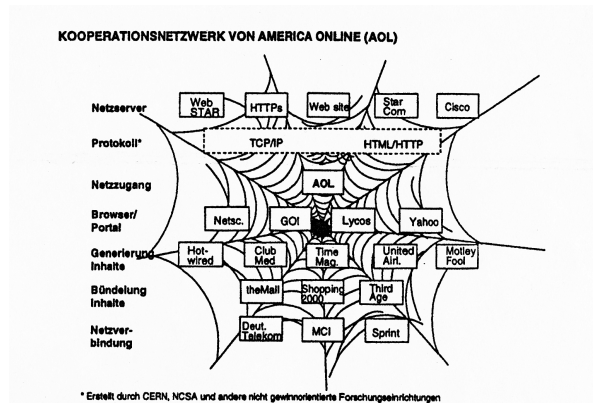 KOOPERATIONSNETZWERK VON AMERICA ONLINE (AOL)
Netzserver
Web STAR
HTTPs
Web site
Star Com
Cisco
Protokoll*
TCP/IP
HTML/HTTP
Netzzugang
AOL
Browser/
Portal
Netsc.
GO!
Lycos
Yahoo
Generierung
Inhalte
Hot-
wired
Club
Med
Time
Mag.
United
Airl.
Motley
Fool
Bündelung
Inhalte
theMall
Shopping
2000
Third
Age
Netzver-
bindung
Deut.
Telekom
MCI
Sprint
* Erstellt durch CERN, NCSA und andere nicht gewinnorientierte Forschungseinrichtungen